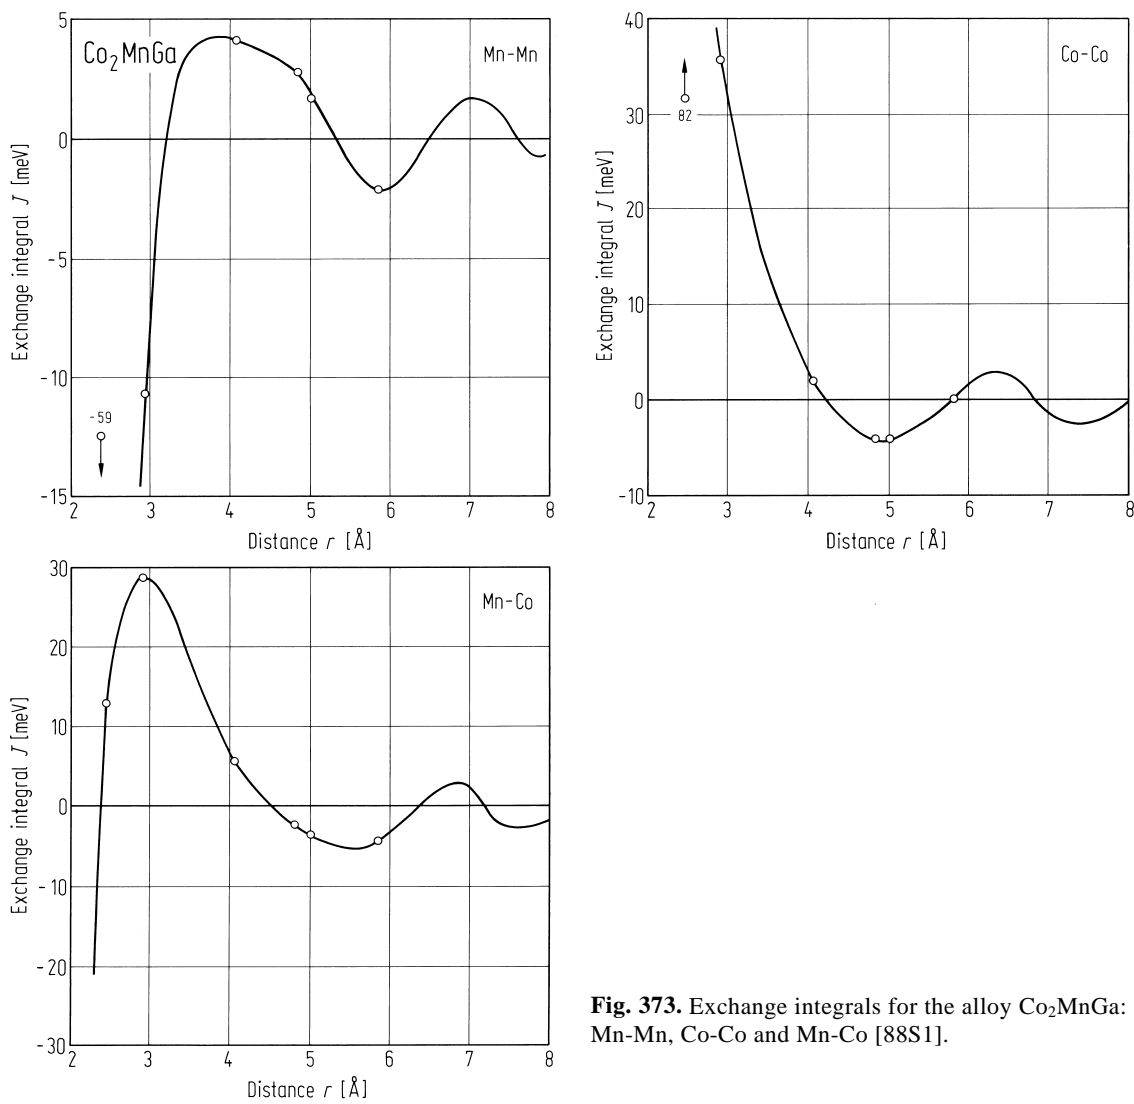 Co2MnGa
Mn-Mn
Exchange integral J [meV]
5
0
-5
-10
-15
-59
2 3 4 5 6 7 8
Distance r [Å]
Co-Co
Exchange integral J [meV]
40
30
20
10
0
-10
82
2 3 4 5 6 7 8
Distance r [Å]
Mn-Co
Exchange integral J [meV]
30
20
10
0
-10
-20
-30
2 3 4 5 6 7 8
Distance r [Å]
Fig. 373. Exchange integrals for the alloy Co2MnGa:
Mn-Mn, Co-Co and Mn-Co [88S1].